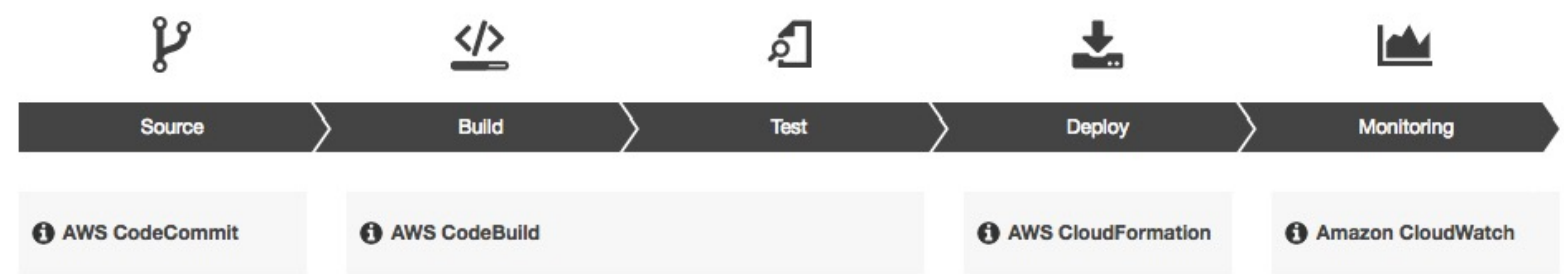 Source
Build
Test
Deploy
Monitoring
AWS CodeCommit
AWS CodeBuild
AWS CloudFormation
Amazon CloudWatch